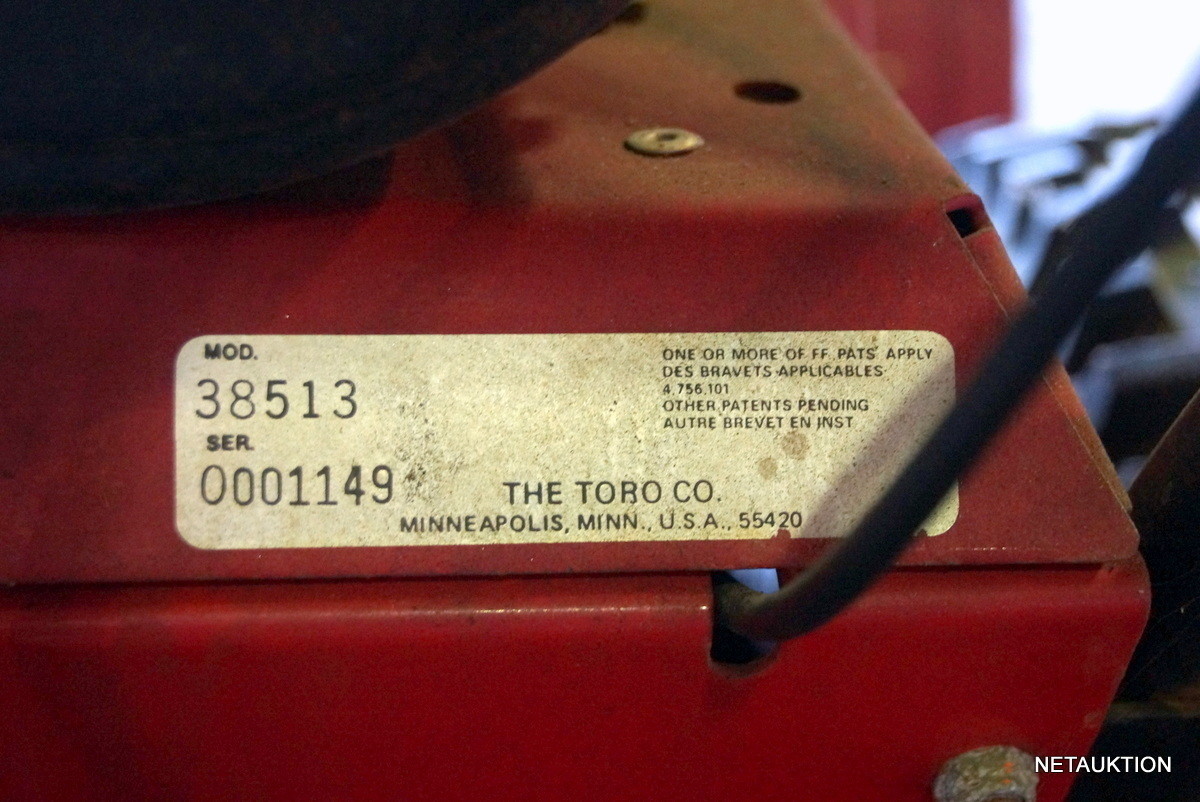 MOD.
38513
SER.
0001149
ONE OR MORE OF FF. PATS' APPLY
DES BRAVETS APPLICABLES
4,756,101
OTHER PATENTS PENDING
AUTRE BREVET EN INST
THE TORO CO.
MINNEAPOLIS, MINN., U.S.A., 55420
NETAUKTION